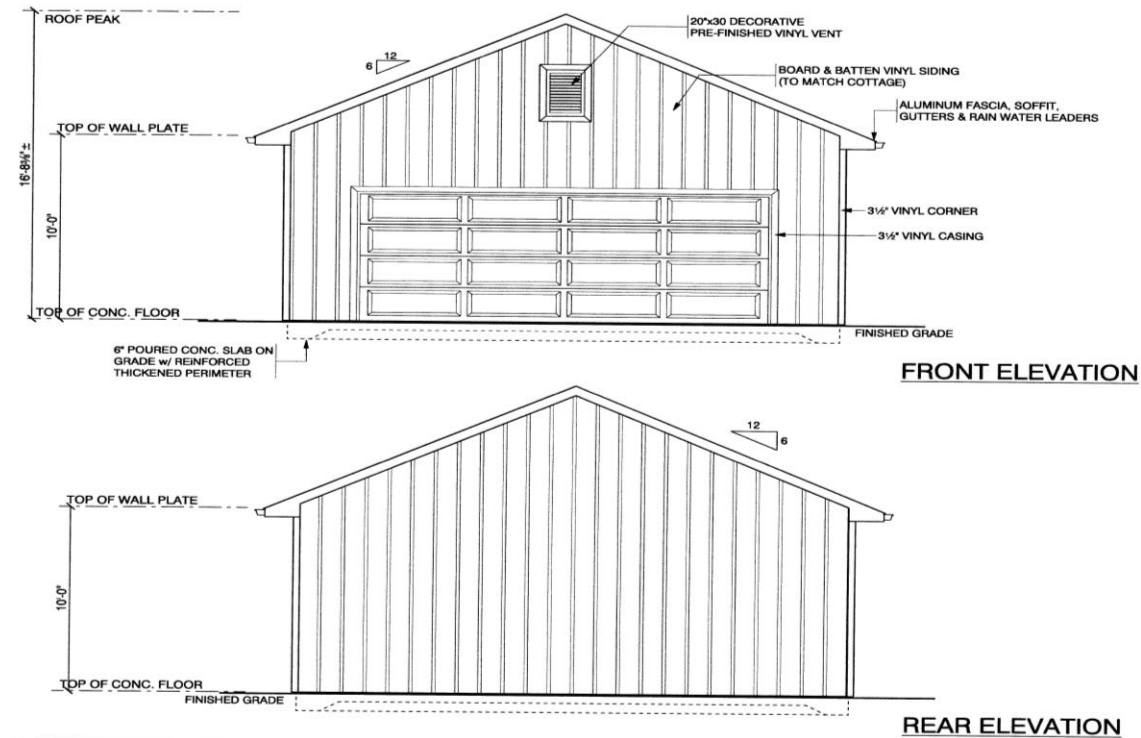 ROOF PEAK
20"x30 DECORATIVE
PRE-FINISHED VINYL VENT
12
6
BOARD & BATTEN VINYL SIDING
(TO MATCH COTTAGE)
ALUMINUM FASCIA, SOFFIT,
GUTTERS & RAIN WATER LEADERS
TOP OF WALL PLATE
16'-8⅝" ±
10'-0"
3½" VINYL CORNER
3½" VINYL CASING
TOP OF CONC. FLOOR
FINISHED GRADE
6" POURED CONC. SLAB ON
GRADE w/ REINFORCED
THICKENED PERIMETER
FRONT ELEVATION
12
6
TOP OF WALL PLATE
10'-0"
TOP OF CONC. FLOOR
FINISHED GRADE
REAR ELEVATION